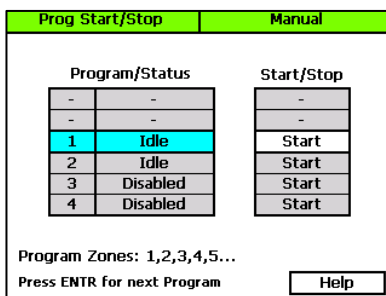 Prog Start/Stop Manual
Program/Status Start/Stop
- - -
- - -
1 Idle Start
2 Idle Start
3 Disabled Start
4 Disabled Start
Program Zones: 1,2,3,4,5...
Press ENTR for next Program Help